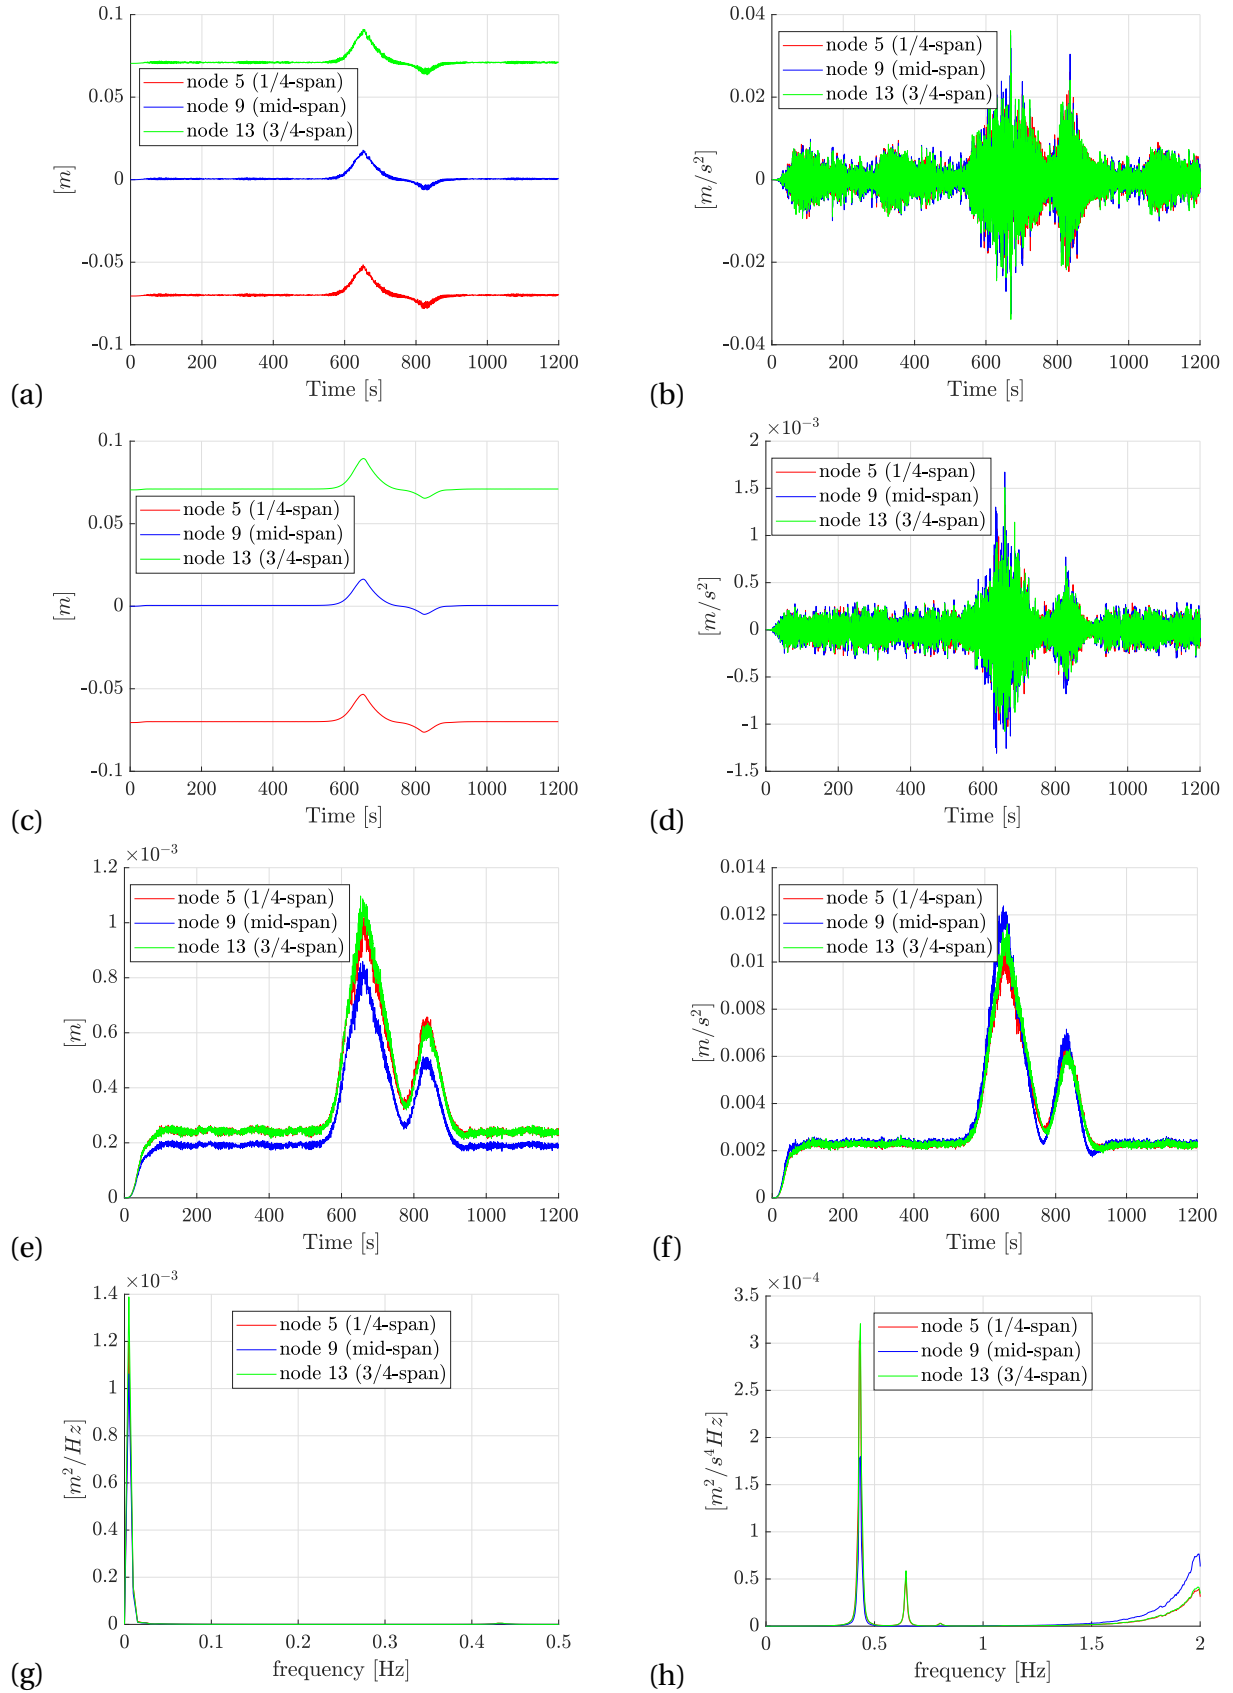 0.1
0.05
0
-0.05
-0.1
[m]
node 5 (1/4-span)
node 9 (mid-span)
node 13 (3/4-span)
0 200 400 600 800 1000 1200
Time [s]
(a)
0.04
0.02
0
-0.02
-0.04
[m/s²]
node 5 (1/4-span)
node 9 (mid-span)
node 13 (3/4-span)
0 200 400 600 800 1000 1200
Time [s]
(b)
0.1
0.05
0
-0.05
-0.1
[m]
node 5 (1/4-span)
node 9 (mid-span)
node 13 (3/4-span)
0 200 400 600 800 1000 1200
Time [s]
(c)
×10⁻³
2
1.5
1
0.5
0
-0.5
-1
-1.5
[m/s²]
node 5 (1/4-span)
node 9 (mid-span)
node 13 (3/4-span)
0 200 400 600 800 1000 1200
Time [s]
(d)
×10⁻³
1.2
1
0.8
0.6
0.4
0.2
0
[m]
node 5 (1/4-span)
node 9 (mid-span)
node 13 (3/4-span)
0 200 400 600 800 1000 1200
Time [s]
(e)
0.014
0.012
0.01
0.008
0.006
0.004
0.002
0
[m/s²]
node 5 (1/4-span)
node 9 (mid-span)
node 13 (3/4-span)
0 200 400 600 800 1000 1200
Time [s]
(f)
×10⁻³
1.4
1.2
1
0.8
0.6
0.4
0.2
0
[m²/Hz]
node 5 (1/4-span)
node 9 (mid-span)
node 13 (3/4-span)
0 0.1 0.2 0.3 0.4 0.5
frequency [Hz]
(g)
×10⁻⁴
3.5
3
2.5
2
1.5
1
0.5
0
[m²/s⁴Hz]
node 5 (1/4-span)
node 9 (mid-span)
node 13 (3/4-span)
0 0.5 1 1.5 2
frequency [Hz]
(h)